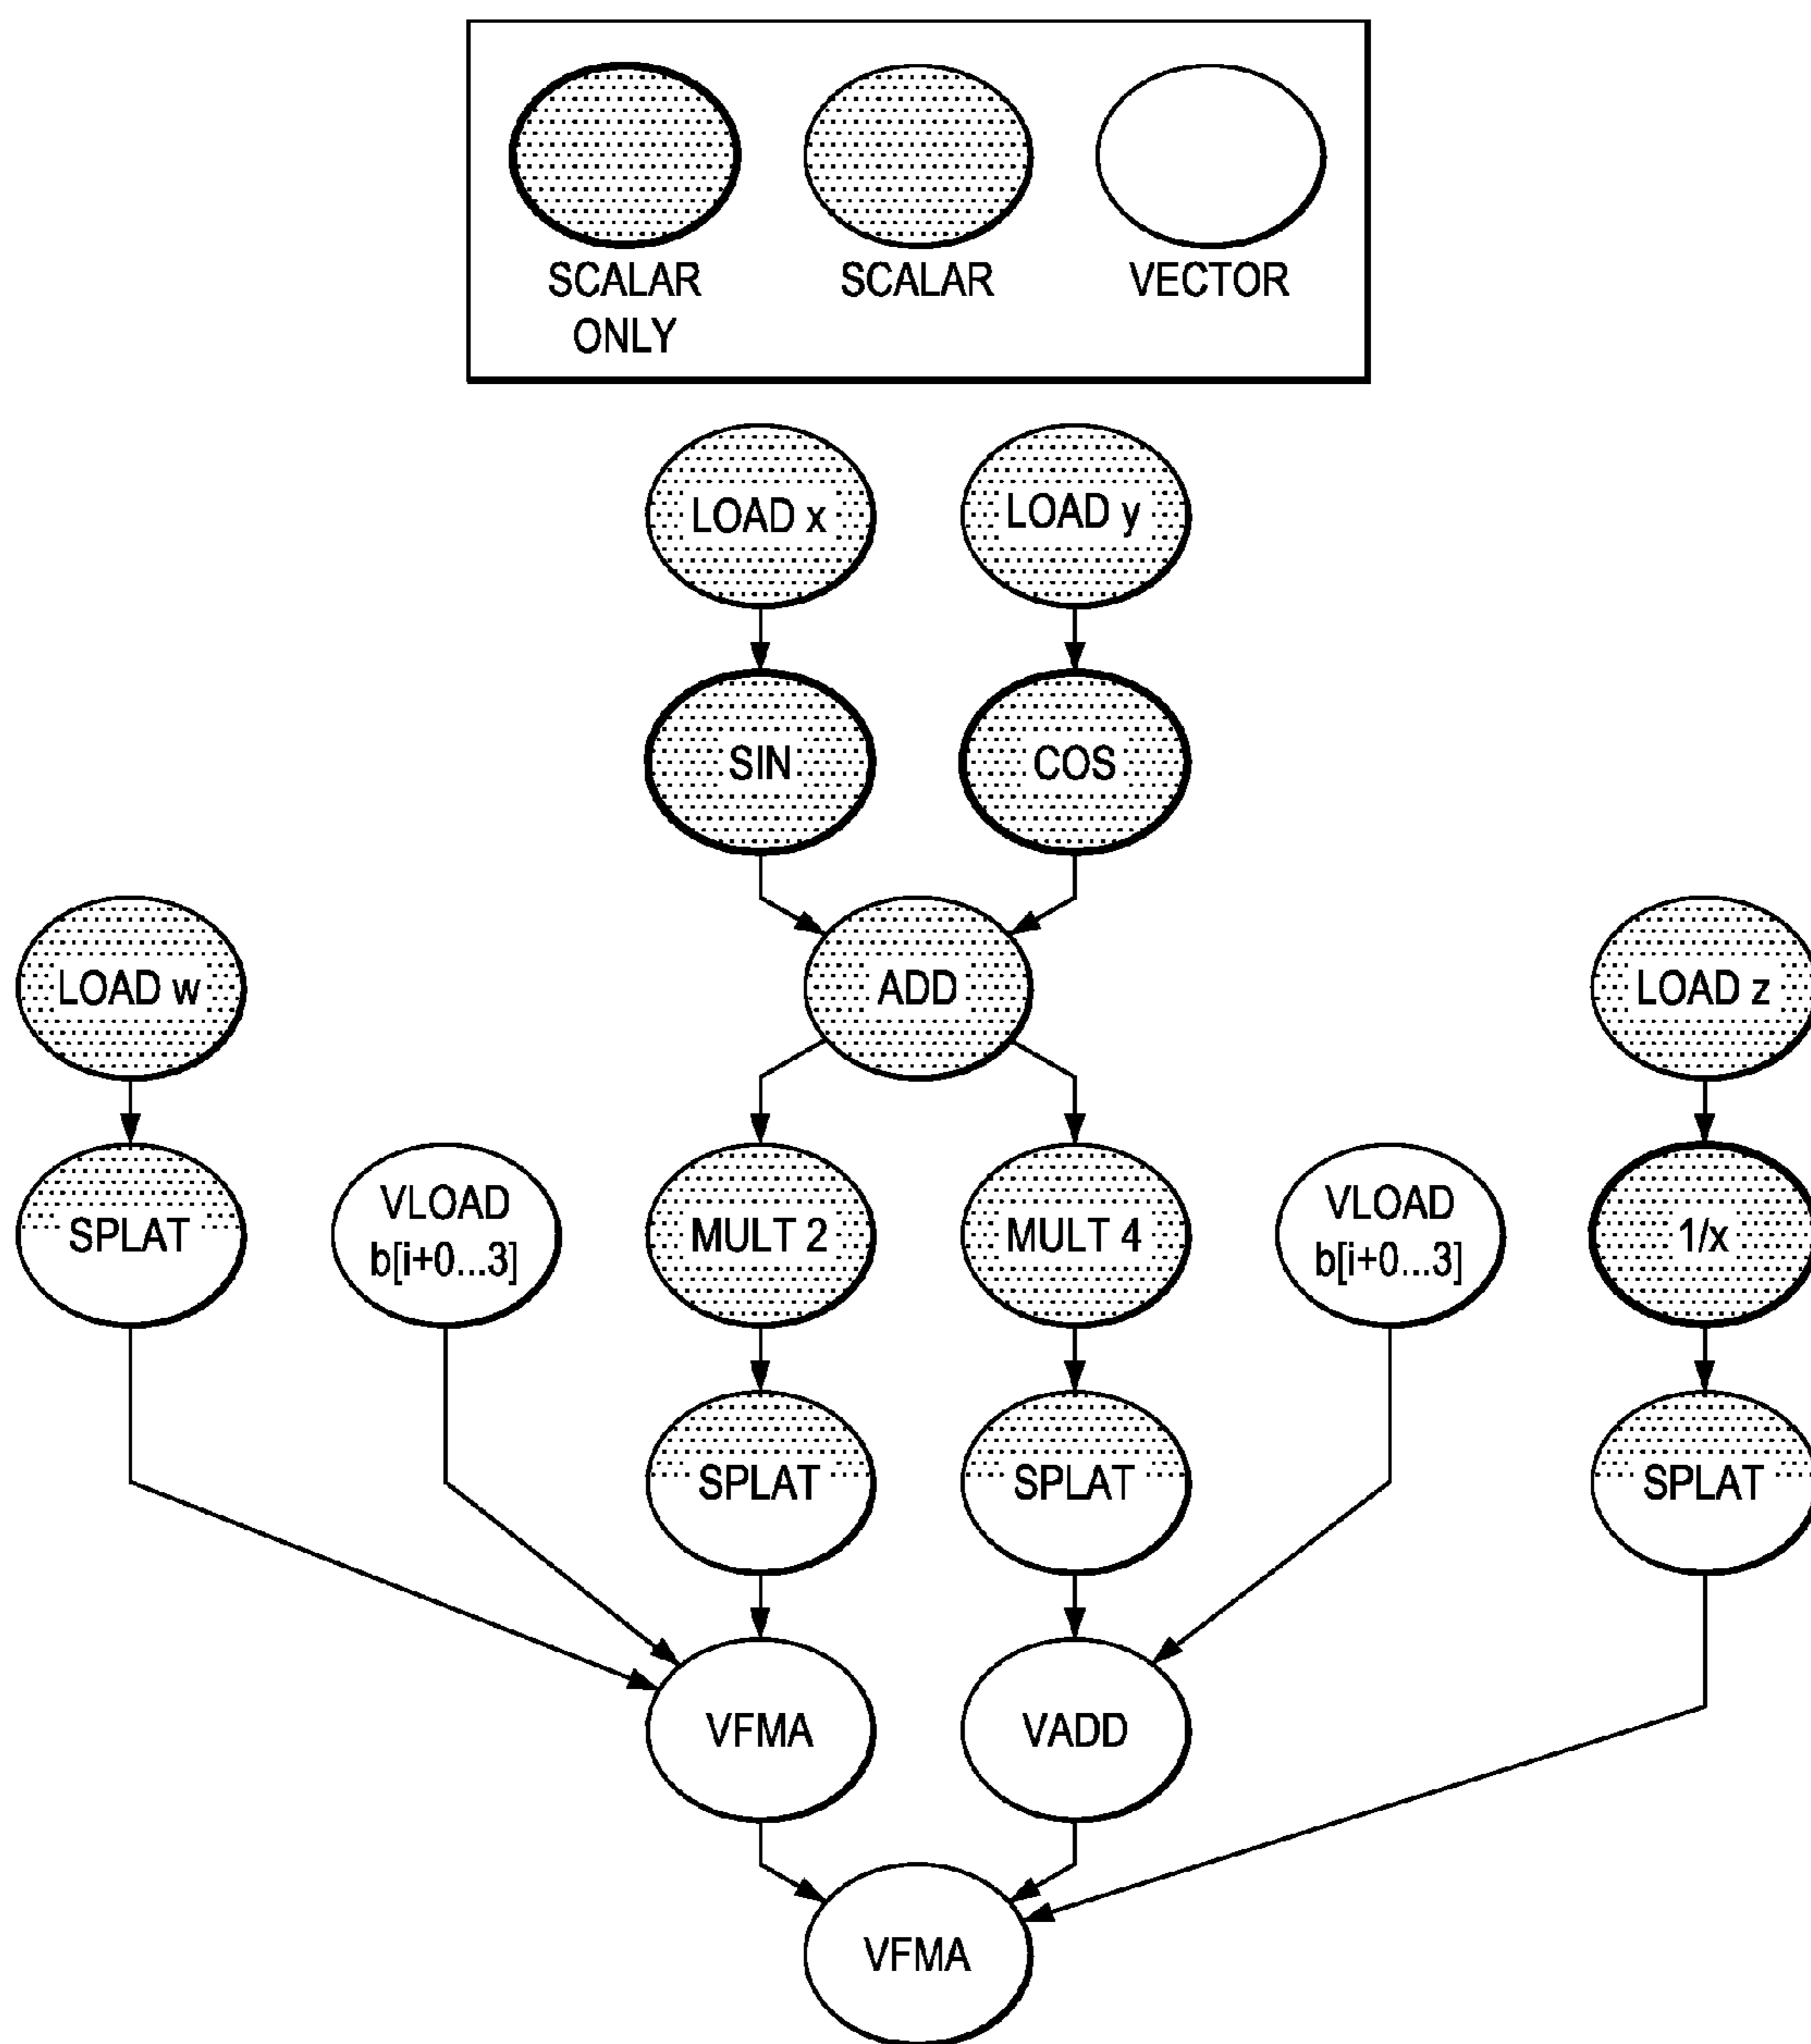 SCALAR
ONLY
SCALAR
VECTOR
LOAD x
LOAD y
SIN
COS
LOAD w
ADD
LOAD z
SPLAT
VLOAD
b[i+0...3]
MULT 2
MULT 4
VLOAD
b[i+0...3]
1/x
SPLAT
SPLAT
SPLAT
VFMA
VADD
VFMA